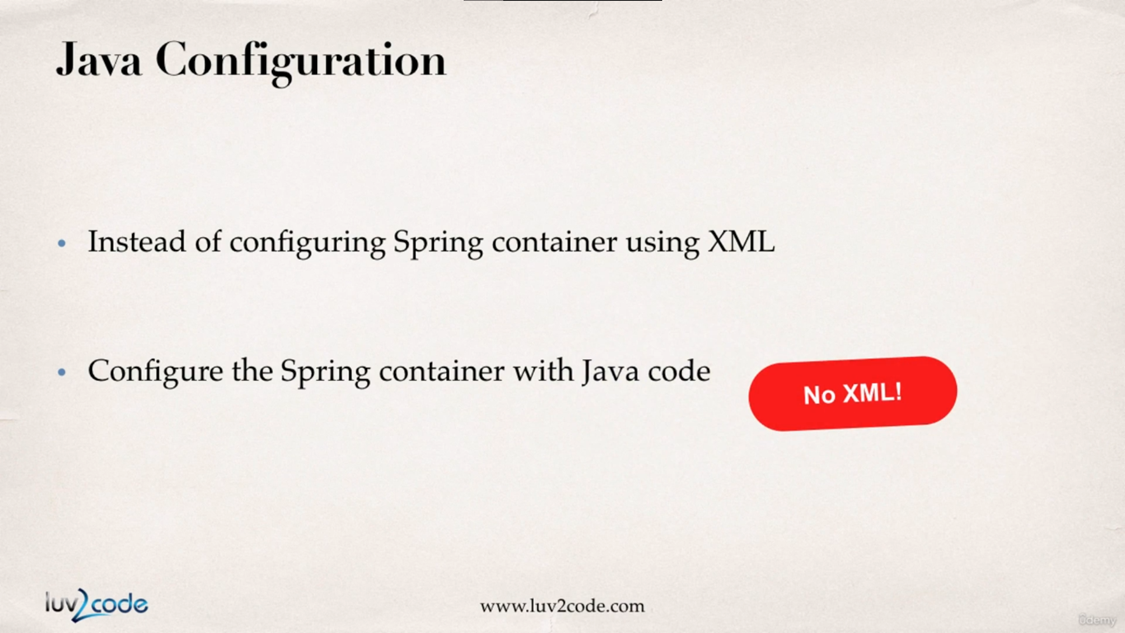 Java Configuration
• Instead of configuring Spring container using XML
• Configure the Spring container with Java code
No XML!
luv2code
www.luv2code.com
ûdemy